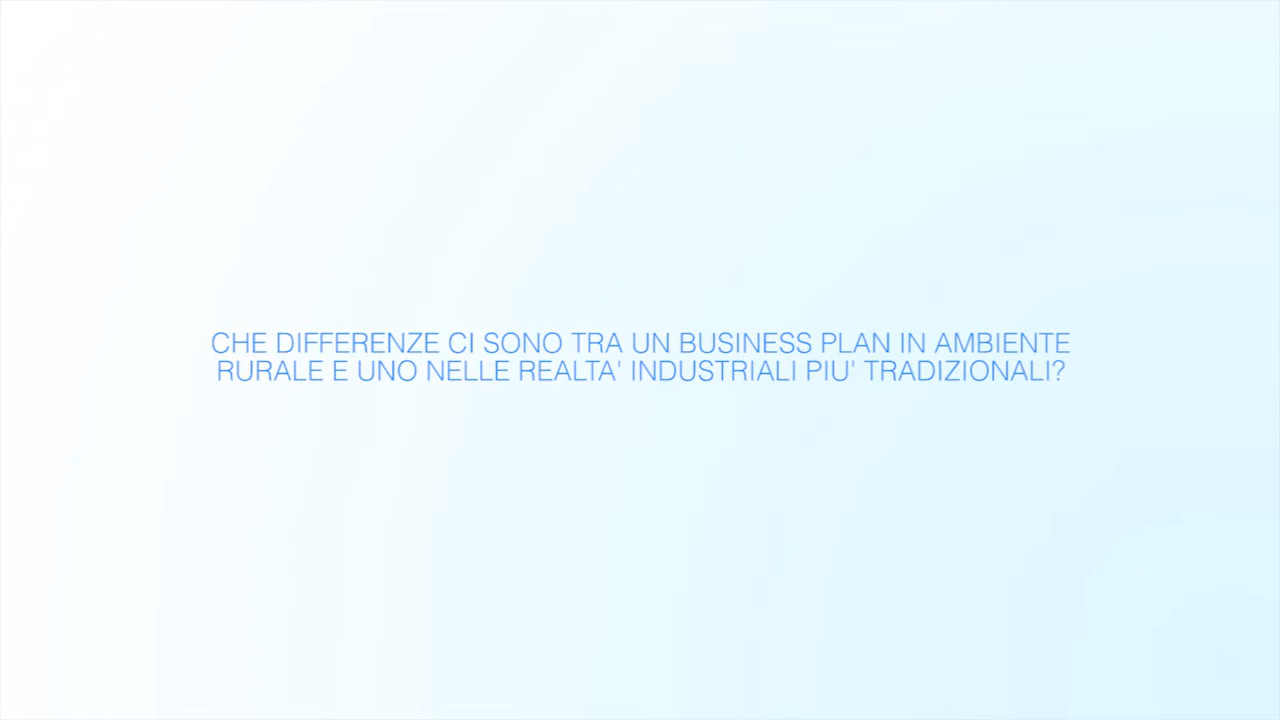 CHE DIFFERENZE CI SONO TRA UN BUSINESS PLAN IN AMBIENTE
RURALE E UNO NELLE REALTA' INDUSTRIALI PIU' TRADIZIONALI?